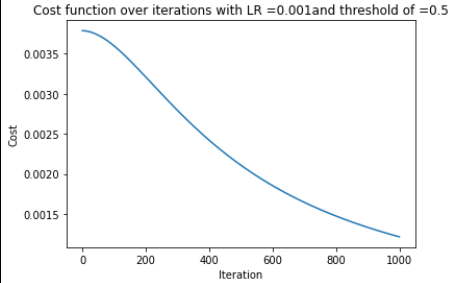 Cost function over iterations with LR =0.001and threshold of =0.5
0.0035
0.0030
0.0025
0.0020
0.0015
Cost
0 200 400 600 800 1000
Iteration